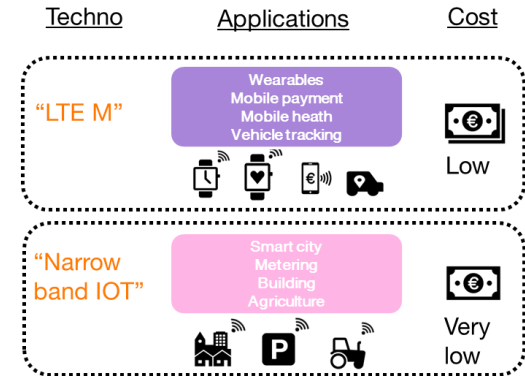 Techno
Applications
Cost
“LTE M”
Wearables
Mobile payment
Mobile heath
Vehicle tracking
€
€
Low
“Narrow
band IOT”
Smart city
Metering
Building
Agriculture
P
€
Very
low